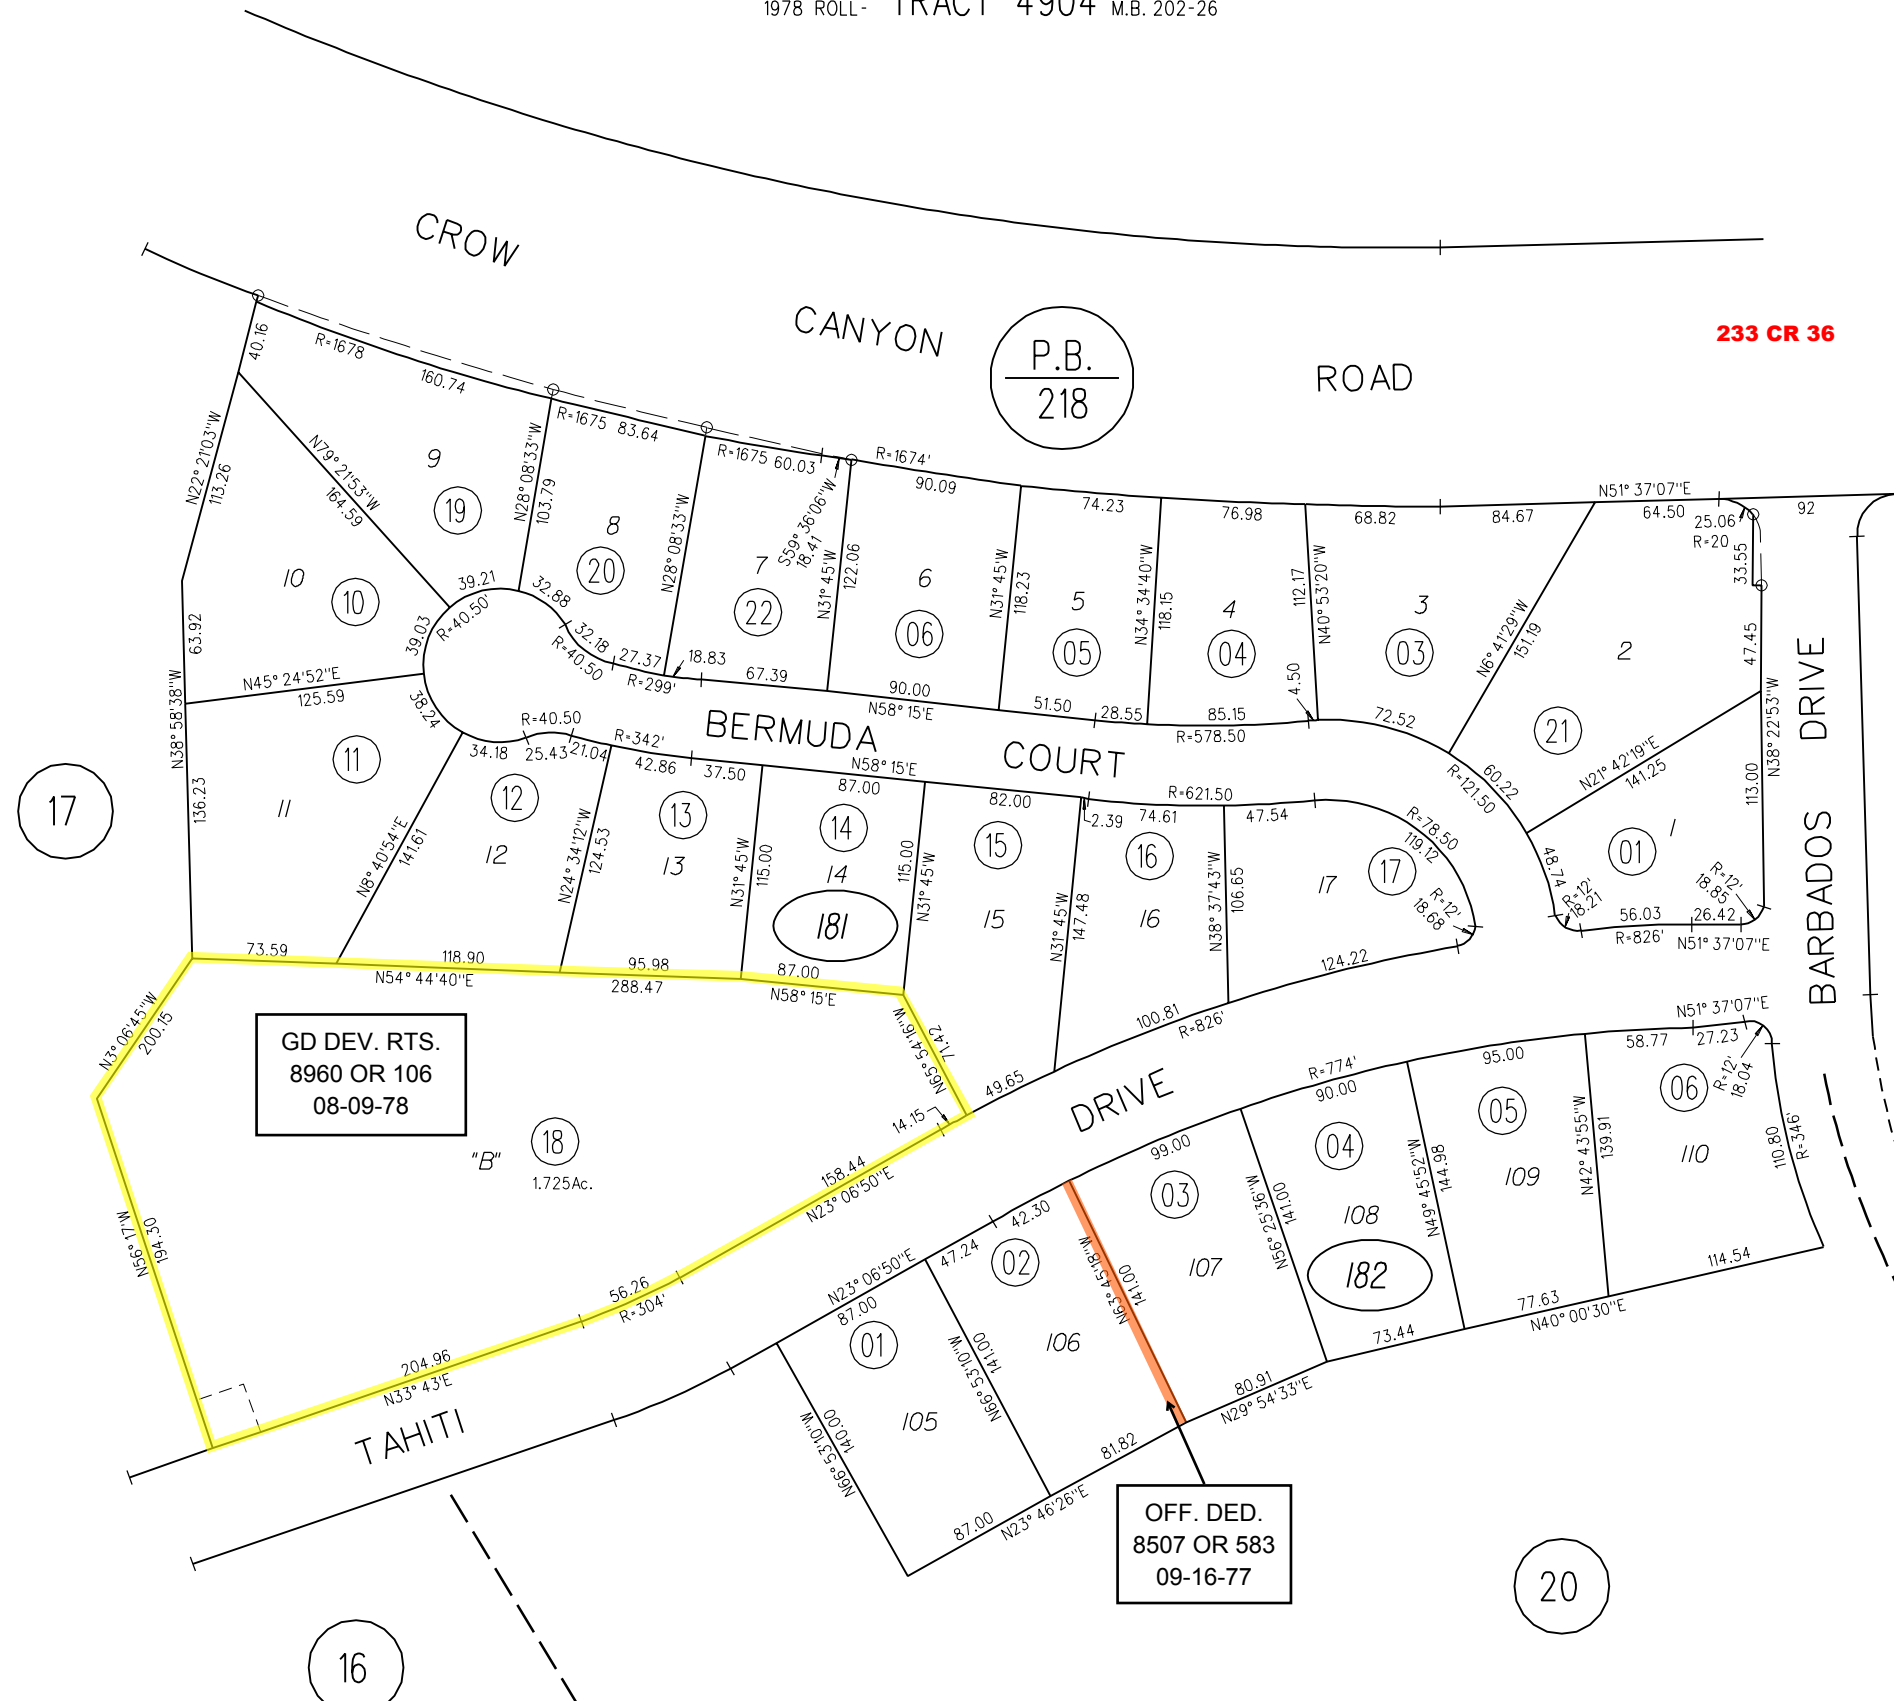 1978 ROLL- TRACT 4904 M.B. 202-26
CROW
CANYON
ROAD
P.B.
218
233 CR 36
40.16
R=1678
160.74
R=1675 83.64
R=1675 60.03
R=1674'
90.09
74.23
76.98
68.82
84.67
N51° 37'07"E
64.50
25.06
R=20
92
33.55
N22° 21'03"W
113.26
N79° 21'53"W
164.59
9
19
N28° 08'33"W
103.79
8
20
N28° 08'33"W
7
22
S59° 36'06"W
18.41
N31° 45'W
122.06
6
06
N31° 45'W
118.23
5
05
N34° 34'40"W
118.15
4
04
112.17
N40° 53'20"W
3
03
N6° 41'29"W
151.19
2
21
47.45
N38° 22'53"W
113.00
BARBADOS DRIVE
10
10
39.21
R=40.50'
32.88
39.03
32.18
R=40.50
27.37
R=299'
18.83
67.39
90.00
N58° 15'E
51.50
28.55
85.15
R=578.50
4.50
72.52
60.22
R=121.50
N21° 42'19"E
141.25
1
01
48.74
R=12'
18.21
56.03
R=826'
26.42
N51° 37'07"E
R=12'
18.85
63.92
N45° 24'52"E
125.59
38.24
N38° 58'38"W
136.23
11
11
34.18
R=40.50
25.43
21.04
R=342'
42.86
37.50
BERMUDA
COURT
N58° 15'E
87.00
82.00
2.39
R=621.50
74.61
47.54
R=78.50
119.12
R=12'
18.68
17
N8° 40'54"E
141.61
12
12
N24° 34'12"W
124.53
13
13
N31° 45'W
115.00
14
14
181
115.00
N31° 45'W
15
15
N31° 45'W
147.48
16
16
N38° 37'43"W
106.65
17
17
124.22
100.81
R=826'
49.65
73.59
118.90
N54° 44'40"E
95.98
288.47
87.00
N58° 15'E
N65° 54'16"W
71.42
14.15
N3° 06'45"W
200.15
GD DEV. RTS.
8960 OR 106
08-09-78
"B"
18
1.725Ac.
N56° 17'W
194.30
158.44
N23° 06'50"E
56.26
R=304'
204.96
N33° 43'E
TAHITI
DRIVE
N51° 37'07"E
58.77
27.23
R=12'
18.04
R=774'
90.00
95.00
99.00
42.30
47.24
N23° 06'50"E
87.00
01
105
N66° 53'10"W
140.00
N66° 53'10"W
141.00
02
106
N63° 45'18"W
141.00
03
107
N56° 25'36"W
141.00
04
108
182
N49° 45'52"W
144.98
05
109
N42° 43'55"W
139.91
06
110
110.80
R=346'
114.54
77.63
N40° 00'30"E
73.44
80.91
N29° 54'33"E
81.82
87.00
N23° 46'26"E
OFF. DED.
8507 OR 583
09-16-77
16
20